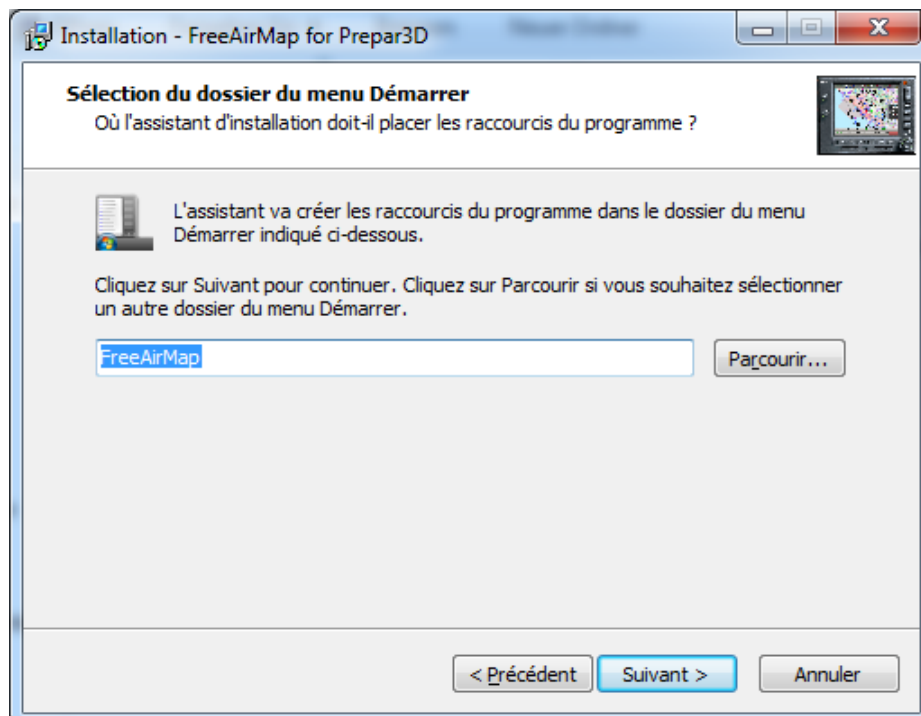 Installation - FreeAirMap for Prepar3D
Sélection du dossier du menu Démarrer
Où l'assistant d'installation doit-il placer les raccourcis du programme ?
L'assistant va créer les raccourcis du programme dans le dossier du menu
Démarrer indiqué ci-dessous.
Cliquez sur Suivant pour continuer. Cliquez sur Parcourir si vous souhaitez sélectionner
un autre dossier du menu Démarrer.
FreeAirMap
Parcourir...
< Précédent
Suivant >
Annuler